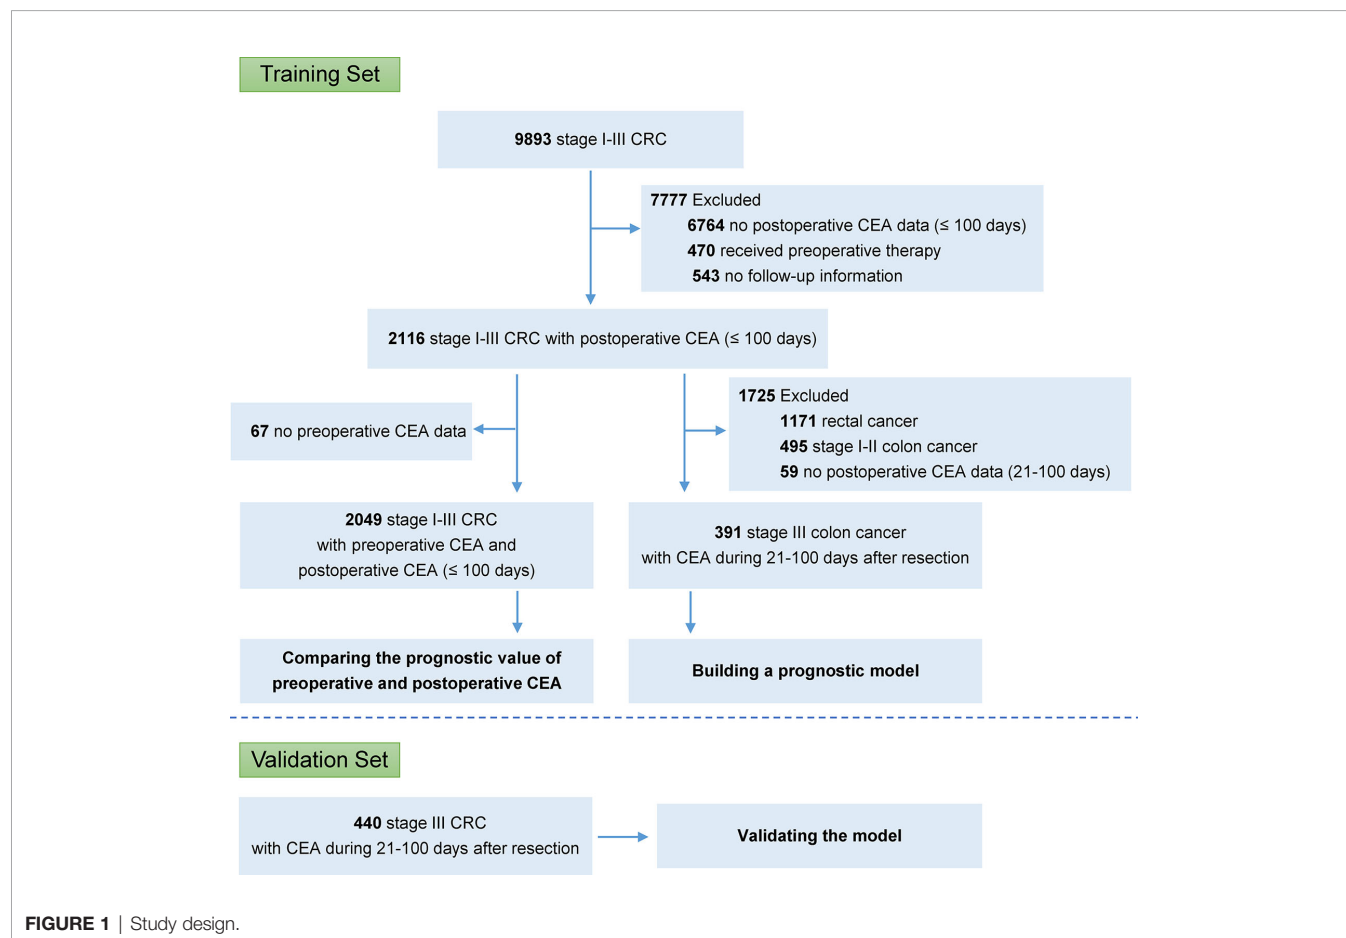 Training Set
9893 stage I-III CRC
7777 Excluded
6764 no postoperative CEA data (≤ 100 days)
470 received preoperative therapy
543 no follow-up information
2116 stage I-III CRC with postoperative CEA (≤ 100 days)
67 no preoperative CEA data
1725 Excluded
1171 rectal cancer
495 stage I-II colon cancer
59 no postoperative CEA data (21-100 days)
2049 stage I-III CRC
with preoperative CEA and
postoperative CEA (≤ 100 days)
391 stage III colon cancer
with CEA during 21-100 days after resection
Comparing the prognostic value of
preoperative and postoperative CEA
Building a prognostic model
Validation Set
440 stage III CRC
with CEA during 21-100 days after resection
Validating the model
FIGURE 1 | Study design.